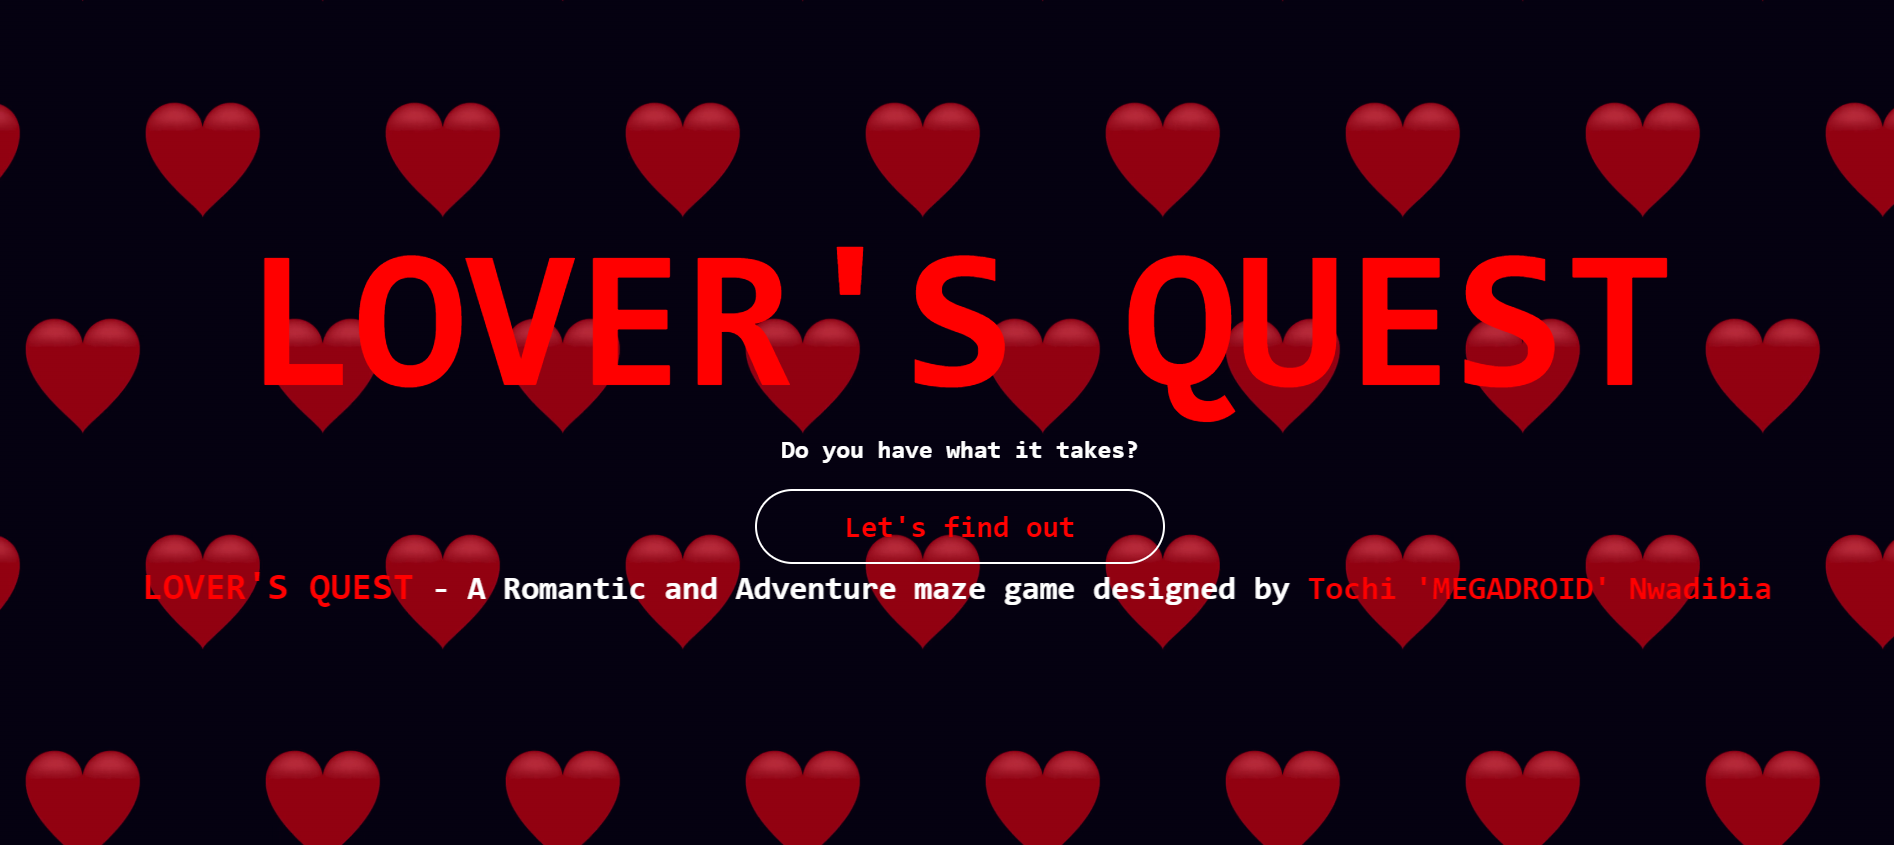 LOVER'S QUEST
Do you have what it takes?
Let's find out
LOVER'S QUEST - A Romantic and Adventure maze game designed by Tochi 'MEGADROID' Nwadibia